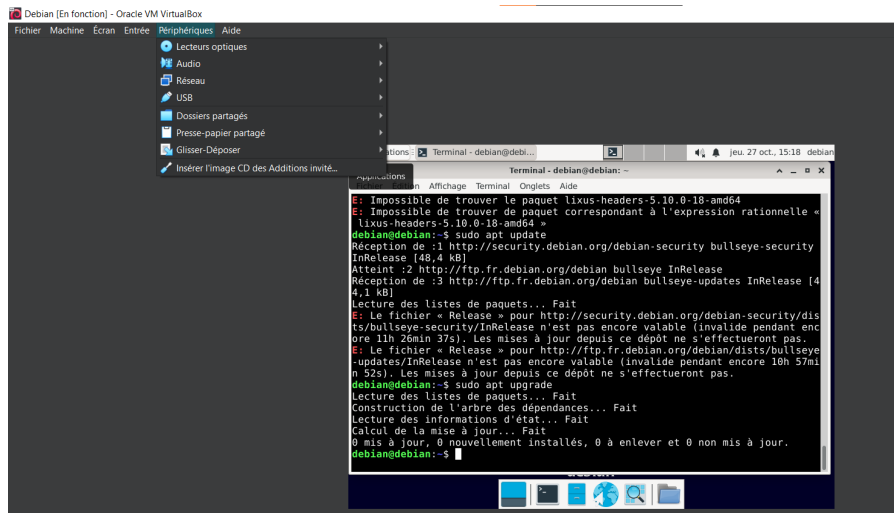 Debian [En fonction] - Oracle VM VirtualBox
Fichier Machine Écran Entrée Périphériques Aide
Lecteurs optiques
Audio
Réseau
USB
Dossiers partagés
Presse-papier partagé
Glisser-Déposer
Insérer l'image CD des Additions invité...
ations Terminal - debian@debi... jeu. 27 oct., 15:18 debian
Applications
Terminal - debian@debian: ~
Fichier Édition Affichage Terminal Onglets Aide
E: Impossible de trouver le paquet lixus-headers-5.10.0-18-amd64
E: Impossible de trouver de paquet correspondant à l'expression rationnelle «
lixus-headers-5.10.0-18-amd64 »
debian@debian:~$ sudo apt update
Réception de :1 http://security.debian.org/debian-security bullseye-security
InRelease [48,4 kB]
Atteint :2 http://ftp.fr.debian.org/debian bullseye InRelease
Réception de :3 http://ftp.fr.debian.org/debian bullseye-updates InRelease [4
4,1 kB]
Lecture des listes de paquets... Fait
E: Le fichier « Release » pour http://security.debian.org/debian-security/dis
ts/bullseye-security/InRelease n'est pas encore valable (invalide pendant enc
ore 11h 26min 37s). Les mises à jour depuis ce dépôt ne s'effectueront pas.
E: Le fichier « Release » pour http://ftp.fr.debian.org/debian/dists/bullseye
-updates/InRelease n'est pas encore valable (invalide pendant encore 10h 57mi
n 52s). Les mises à jour depuis ce dépôt ne s'effectueront pas.
debian@debian:~$ sudo apt upgrade
Lecture des listes de paquets... Fait
Construction de l'arbre des dépendances... Fait
Lecture des informations d'état... Fait
Calcul de la mise à jour... Fait
0 mis à jour, 0 nouvellement installés, 0 à enlever et 0 non mis à jour.
debian@debian:~$